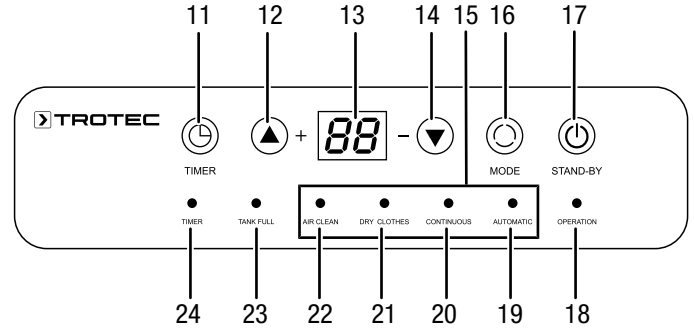 11 12 13 14 15 16 17
TROTEC
88
+ -
TIMER MODE STAND-BY
TIMER TANK FULL AIR CLEAN DRY CLOTHES CONTINUOUS AUTOMATIC OPERATION
24 23 22 21 20 19 18